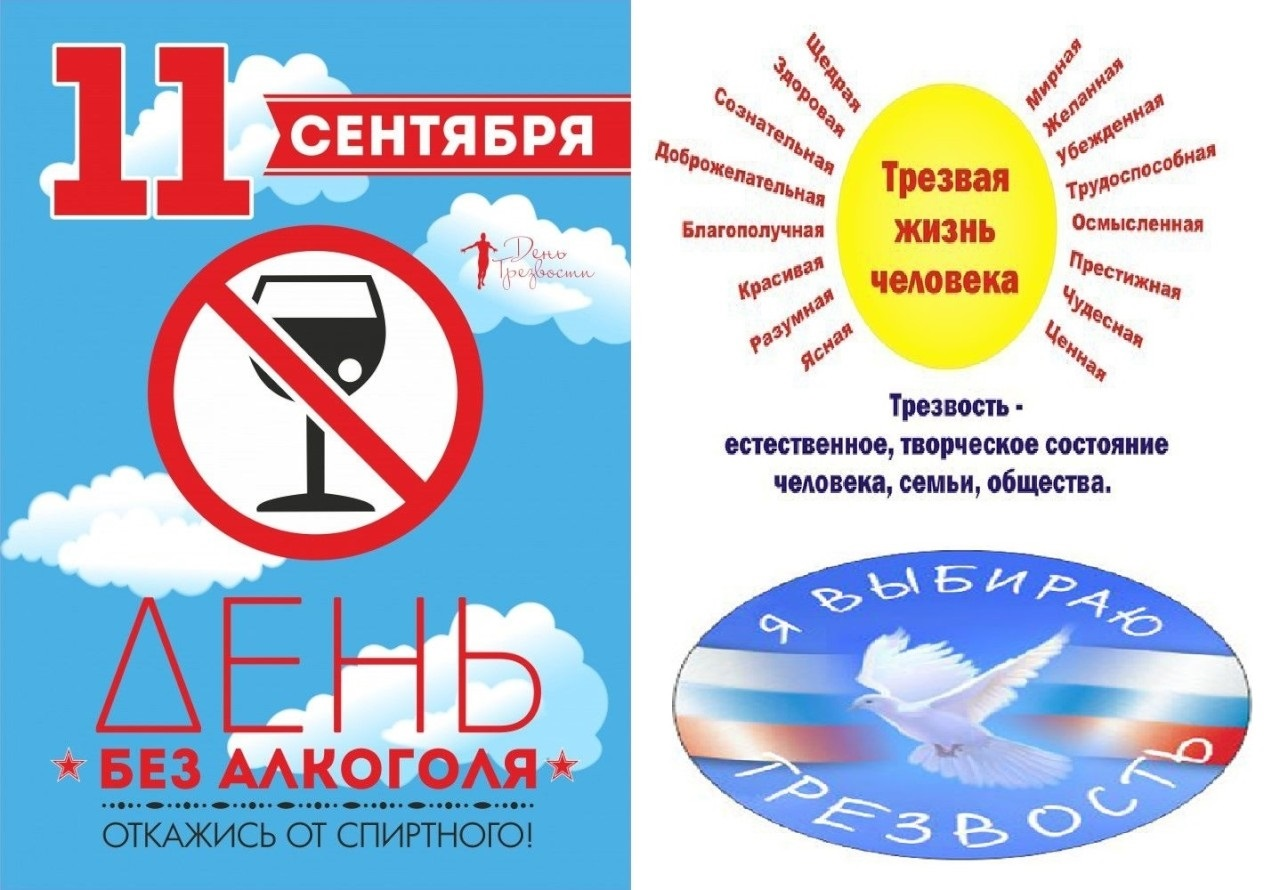 11
СЕНТЯБРЯ
День
Трезвости
ДЕНЬ
БЕЗ АЛКОГОЛЯ
ОТКАЖИСЬ ОТ СПИРТНОГО!
Щедрая
Здоровая
Сознательная
Доброжелательная
Благополучная
Красивая
Разумная
Ясная
Трезвая
жизнь
человека
Мирная
Желанная
Убежденная
Трудоспособная
Осмысленная
Престижная
Чудесная
Ценная
Трезвость -
естественное, творческое состояние
человека, семьи, общества.
Я ВЫБИРАЮ
ТРЕЗВОСТЬ